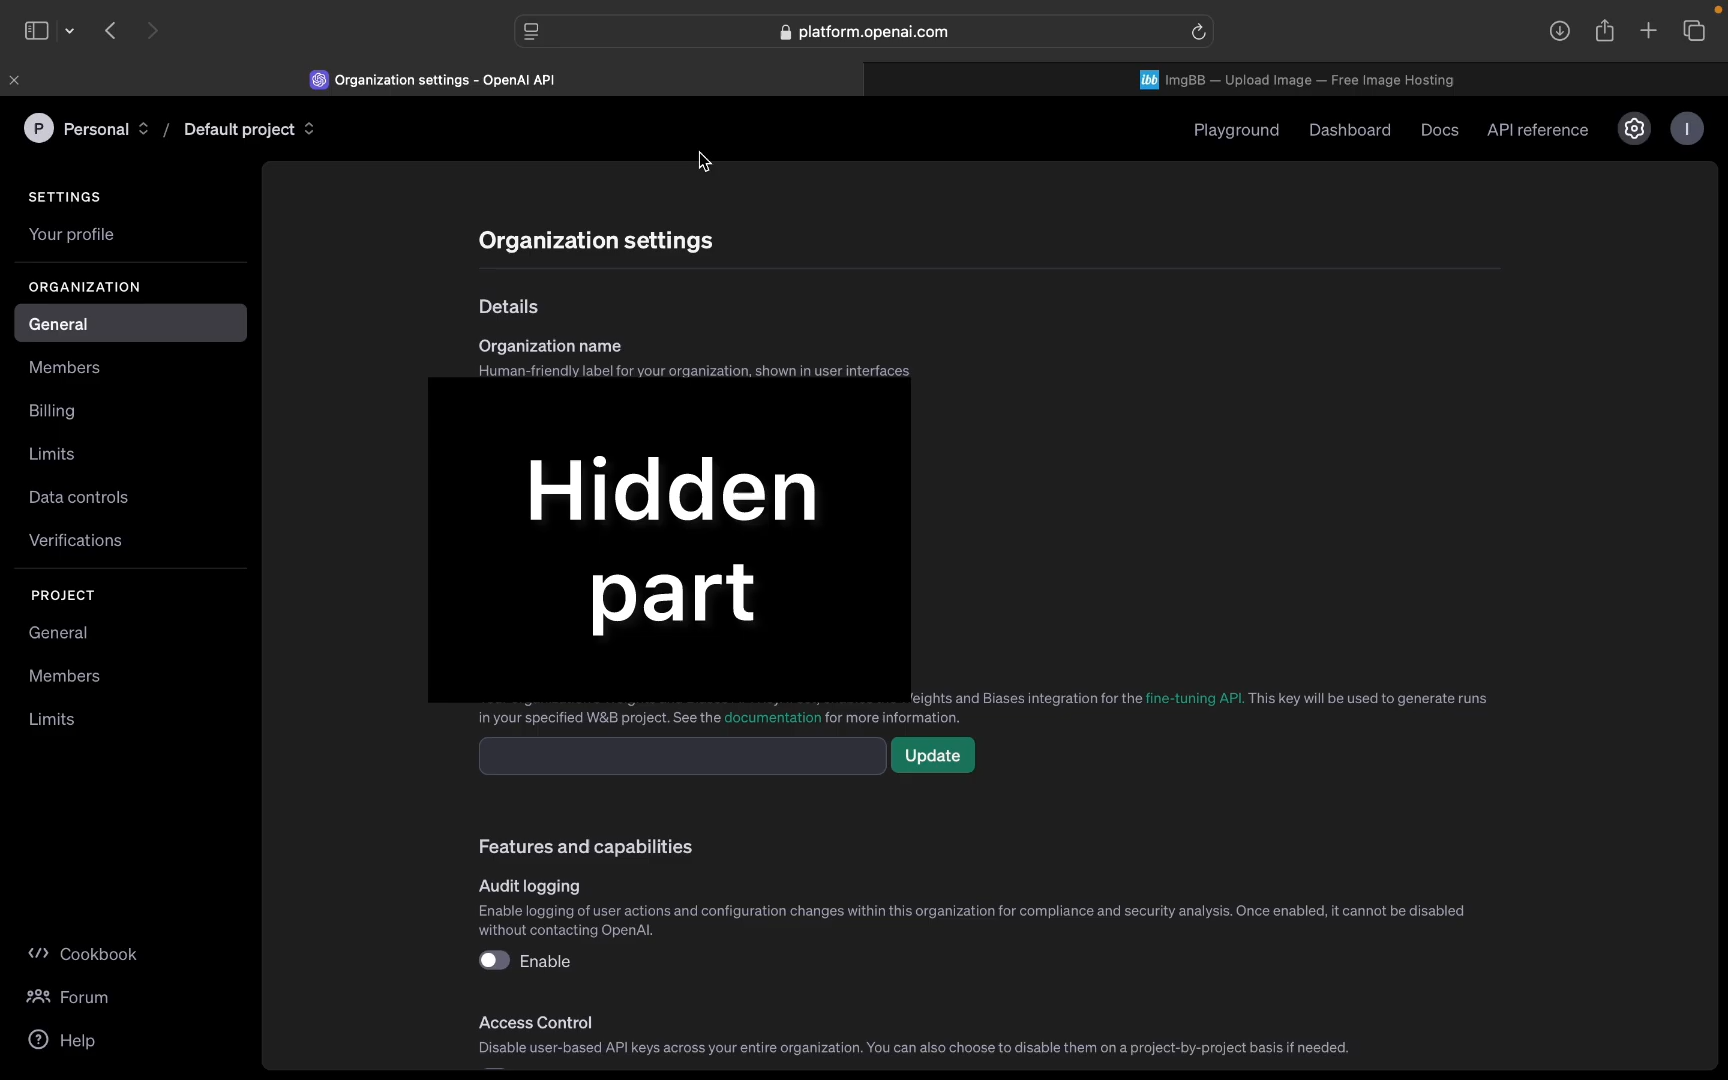 platform.openai.com
Organization settings - OpenAI API
ibb ImgBB — Upload Image — Free Image Hosting
P Personal / Default project
Playground Dashboard Docs API reference I
SETTINGS
Your profile
ORGANIZATION
General
Members
Billing
Limits
Data controls
Verifications
PROJECT
General
Members
Limits
Cookbook
Forum
? Help
Organization settings
Details
Organization name
Human-friendly label for your organization, shown in user interfaces
Hidden
part
eights and Biases integration for the fine-tuning API. This key will be used to generate runs
in your specified W&B project. See the documentation for more information.
Update
Features and capabilities
Audit logging
Enable logging of user actions and configuration changes within this organization for compliance and security analysis. Once enabled, it cannot be disabled
without contacting OpenAI.
Enable
Access Control
Disable user-based API keys across your entire organization. You can also choose to disable them on a project-by-project basis if needed.